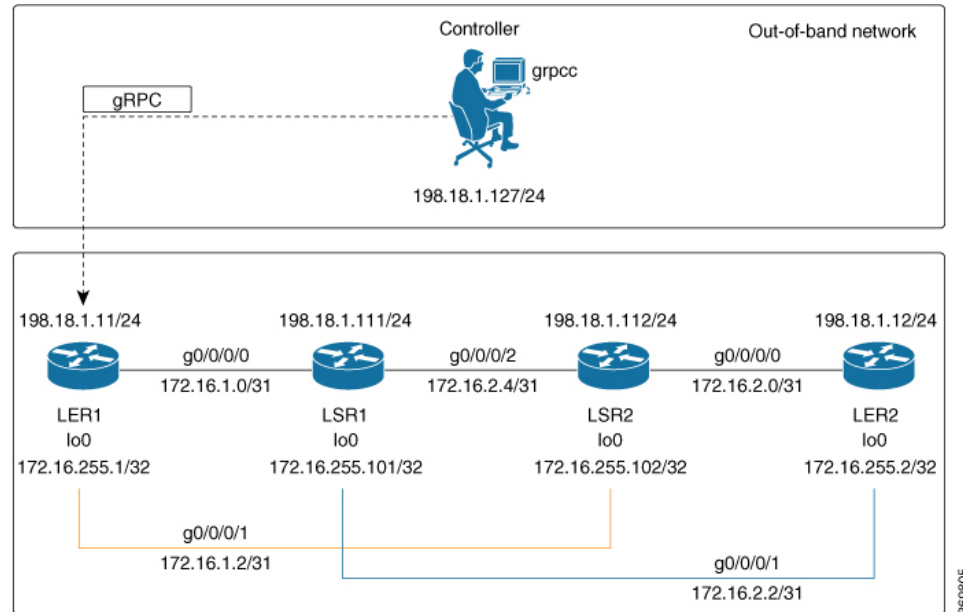 Controller
Out-of-band network
grpcc
gRPC
198.18.1.127/24
198.18.1.11/24
198.18.1.111/24
198.18.1.112/24
198.18.1.12/24
g0/0/0/0
g0/0/0/2
g0/0/0/0
172.16.1.0/31
172.16.2.4/31
172.16.2.0/31
LER1
LSR1
LSR2
LER2
lo0
lo0
lo0
lo0
172.16.255.1/32
172.16.255.101/32
172.16.255.102/32
172.16.255.2/32
g0/0/0/1
172.16.1.2/31
g0/0/0/1
172.16.2.2/31